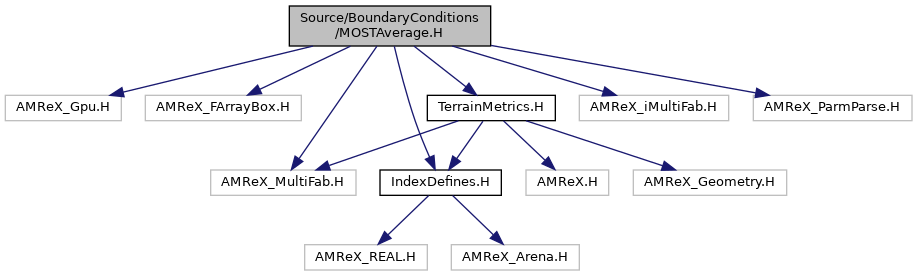 Source/BoundaryConditions
/MOSTAverage.H
AMReX_Gpu.H
AMReX_FArrayBox.H
TerrainMetrics.H
AMReX_iMultiFab.H
AMReX_ParmParse.H
AMReX_MultiFab.H
IndexDefines.H
AMReX.H
AMReX_Geometry.H
AMReX_REAL.H
AMReX_Arena.H